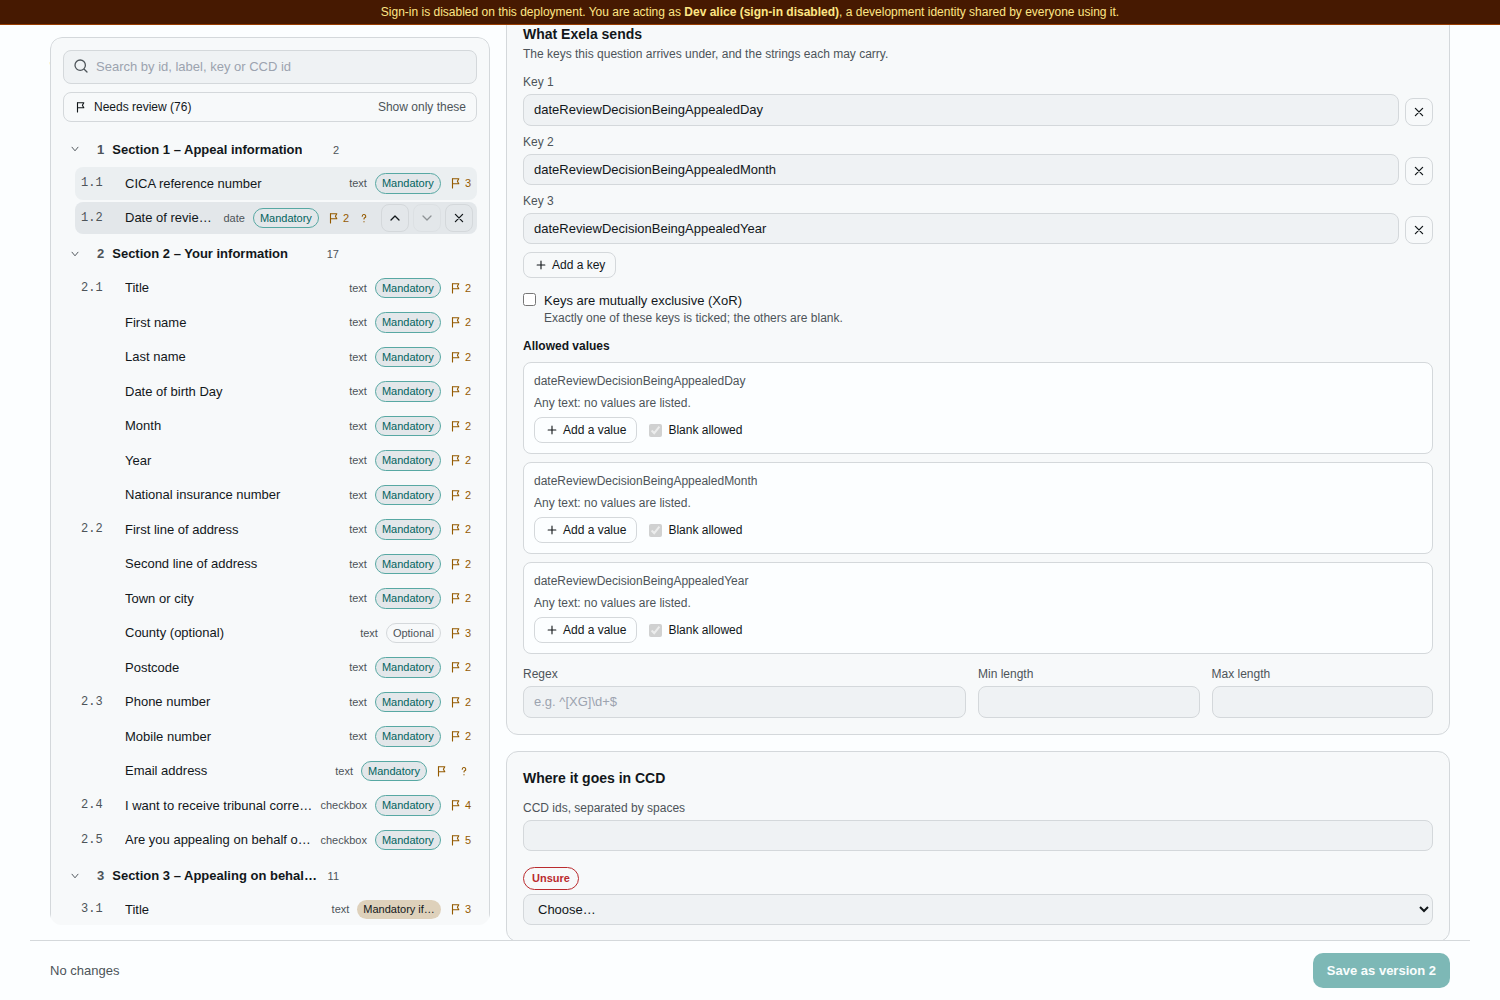 Sign-in is disabled on this deployment. You are acting as Dev alice (sign-in disabled), a development identity shared by everyone using it.
Search by id, label, key or CCD id
Needs review (76) Show only these
1 Section 1 – Appeal information 2
1.1 CICA reference number text Mandatory 3
1.2 Date of revie… date Mandatory 2 ?
2 Section 2 – Your information 17
2.1 Title text Mandatory 2
First name text Mandatory 2
Last name text Mandatory 2
Date of birth Day text Mandatory 2
Month text Mandatory 2
Year text Mandatory 2
National insurance number text Mandatory 2
2.2 First line of address text Mandatory 2
Second line of address text Mandatory 2
Town or city text Mandatory 2
County (optional) text Optional 3
Postcode text Mandatory 2
2.3 Phone number text Mandatory 2
Mobile number text Mandatory 2
Email address text Mandatory ?
2.4 I want to receive tribunal corre… checkbox Mandatory 4
2.5 Are you appealing on behalf o… checkbox Mandatory 5
3 Section 3 – Appealing on behal… 11
3.1 Title text Mandatory if… 3
What Exela sends
The keys this question arrives under, and the strings each may carry.
Key 1
dateReviewDecisionBeingAppealedDay
Key 2
dateReviewDecisionBeingAppealedMonth
Key 3
dateReviewDecisionBeingAppealedYear
Add a key
Keys are mutually exclusive (XoR)
Exactly one of these keys is ticked; the others are blank.
Allowed values
dateReviewDecisionBeingAppealedDay
Any text: no values are listed.
Add a value Blank allowed
dateReviewDecisionBeingAppealedMonth
Any text: no values are listed.
Add a value Blank allowed
dateReviewDecisionBeingAppealedYear
Any text: no values are listed.
Add a value Blank allowed
Regex Min length Max length
e.g. ^[XG]\d+$
Where it goes in CCD
CCD ids, separated by spaces
Unsure
Choose…
No changes
Save as version 2